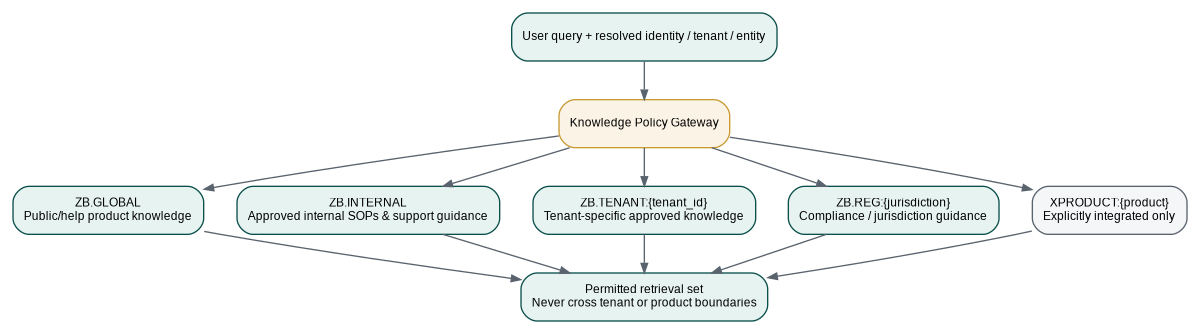 User query + resolved identity / tenant / entity
Knowledge Policy Gateway
ZB.GLOBAL
Public/help product knowledge
ZB.INTERNAL
Approved internal SOPs & support guidance
ZB.TENANT:{tenant_id}
Tenant-specific approved knowledge
ZB.REG:{jurisdiction}
Compliance / jurisdiction guidance
XPRODUCT:{product}
Explicitly integrated only
Permitted retrieval set
Never cross tenant or product boundaries